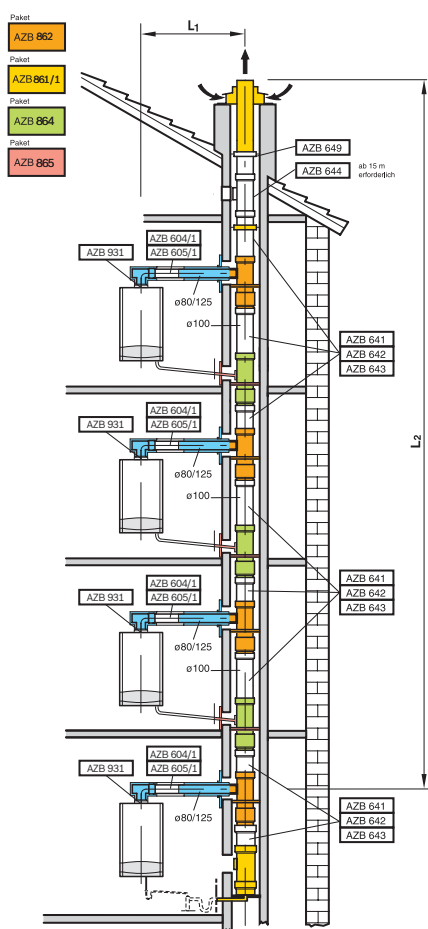 Paket
AZB 862
Paket
AZB 861/1
Paket
AZB 864
Paket
AZB 865
L1
AZB 649
AZB 644
ab 15 m
erforderlich
AZB 604/1
AZB 605/1
AZB 931
ø80/125
ø100
AZB 641
AZB 642
AZB 643
L2
AZB 604/1
AZB 605/1
AZB 931
ø80/125
ø100
AZB 604/1
AZB 605/1
AZB 931
ø80/125
ø100
AZB 641
AZB 642
AZB 643
AZB 604/1
AZB 605/1
AZB 931
ø80/125
AZB 641
AZB 642
AZB 643